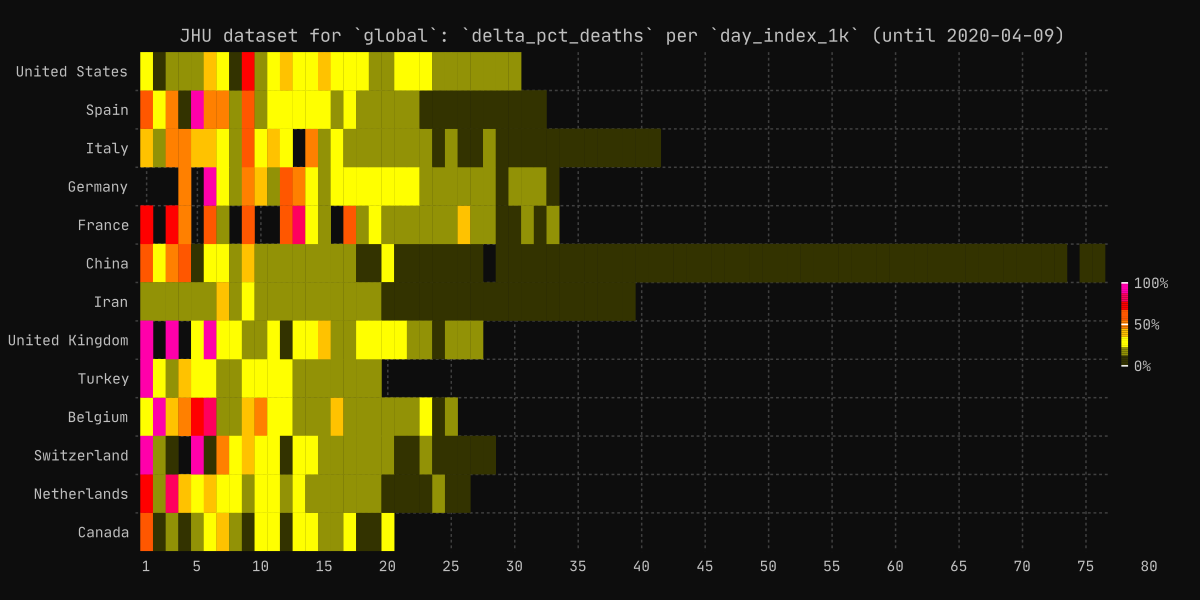 JHU dataset for `global`: `delta_pct_deaths` per `day_index_1k` (until 2020-04-09)
United States
Spain
Italy
Germany
France
China
Iran
United Kingdom
Turkey
Belgium
Switzerland
Netherlands
Canada
100%
50%
0%
1 5 10 15 20 25 30 35 40 45 50 55 60 65 70 75 80